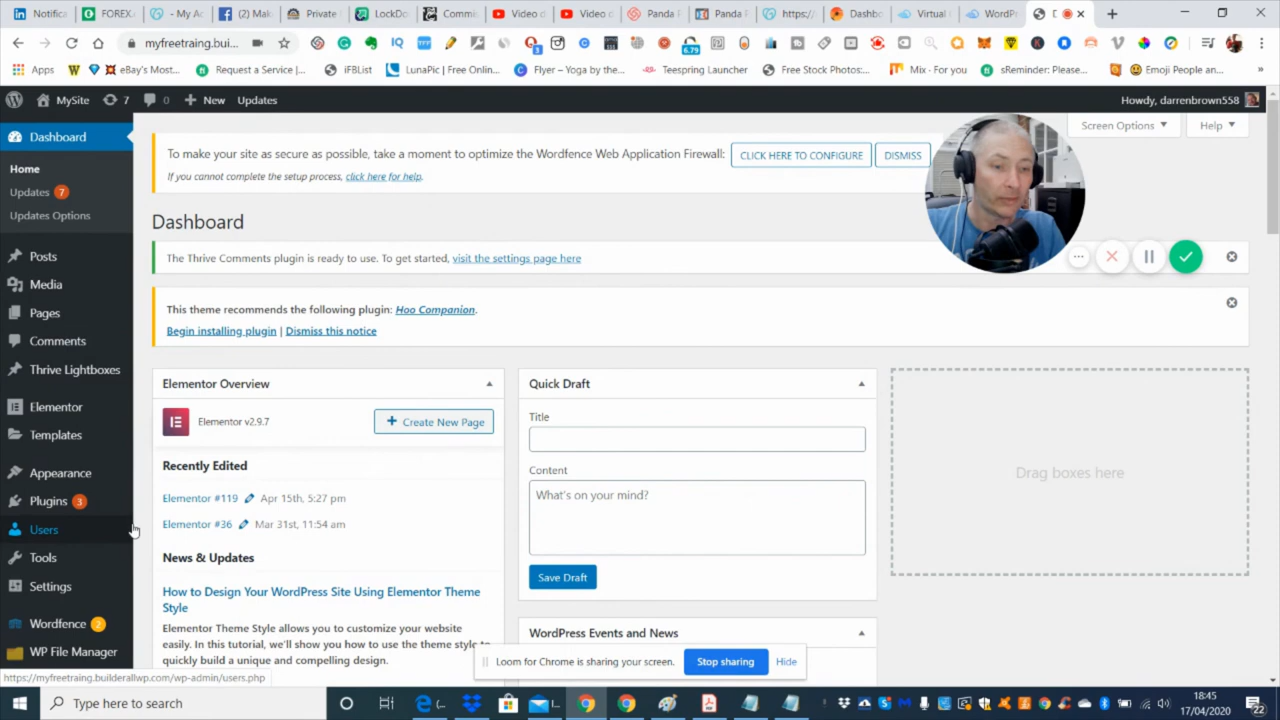 Notifica
FOREX-
- My Ac
(2) Mak
Private
LockDo
Commis
Video c
Video o
Panda P
Panda P
https://
Dashbo
Virtual
WordPr
D
myfreetraing.bui...
6.79
Apps
eBay's Most...
Request a Service |...
iFBList
LunaPic | Free Onlin...
Flyer – Yoga by the...
Teespring Launcher
Free Stock Photos:...
Mix · For you
sReminder: Please...
Emoji People an...
MySite
7
0
+ New
Updates
Howdy, darrenbrown558
Dashboard
Home
Updates 7
Updates Options
Posts
Media
Pages
Comments
Thrive Lightboxes
Elementor
Templates
Appearance
Plugins 3
Users
Tools
Settings
Wordfence 2
WP File Manager
Screen Options
Help
To make your site as secure as possible, take a moment to optimize the Wordfence Web Application Firewall:
CLICK HERE TO CONFIGURE
DISMISS
If you cannot complete the setup process, click here for help.
Dashboard
The Thrive Comments plugin is ready to use. To get started, visit the settings page here
This theme recommends the following plugin: Hoo Companion.
Begin installing plugin | Dismiss this notice
Elementor Overview
Elementor v2.9.7
+ Create New Page
Recently Edited
Elementor #119 Apr 15th, 5:27 pm
Elementor #36 Mar 31st, 11:54 am
News & Updates
How to Design Your WordPress Site Using Elementor Theme
Style
Elementor Theme Style allows you to customize your website
easily. In this tutorial, we'll show you how to use the theme style to
quickly build a unique and compelling design.
Quick Draft
Title
Content
What's on your mind?
Save Draft
WordPress Events and News
Drag boxes here
Loom for Chrome is sharing your screen.
Stop sharing
Hide
https://myfreetraing.builderallwp.com/wp-admin/users.php
Type here to search
18:45
17/04/2020
22